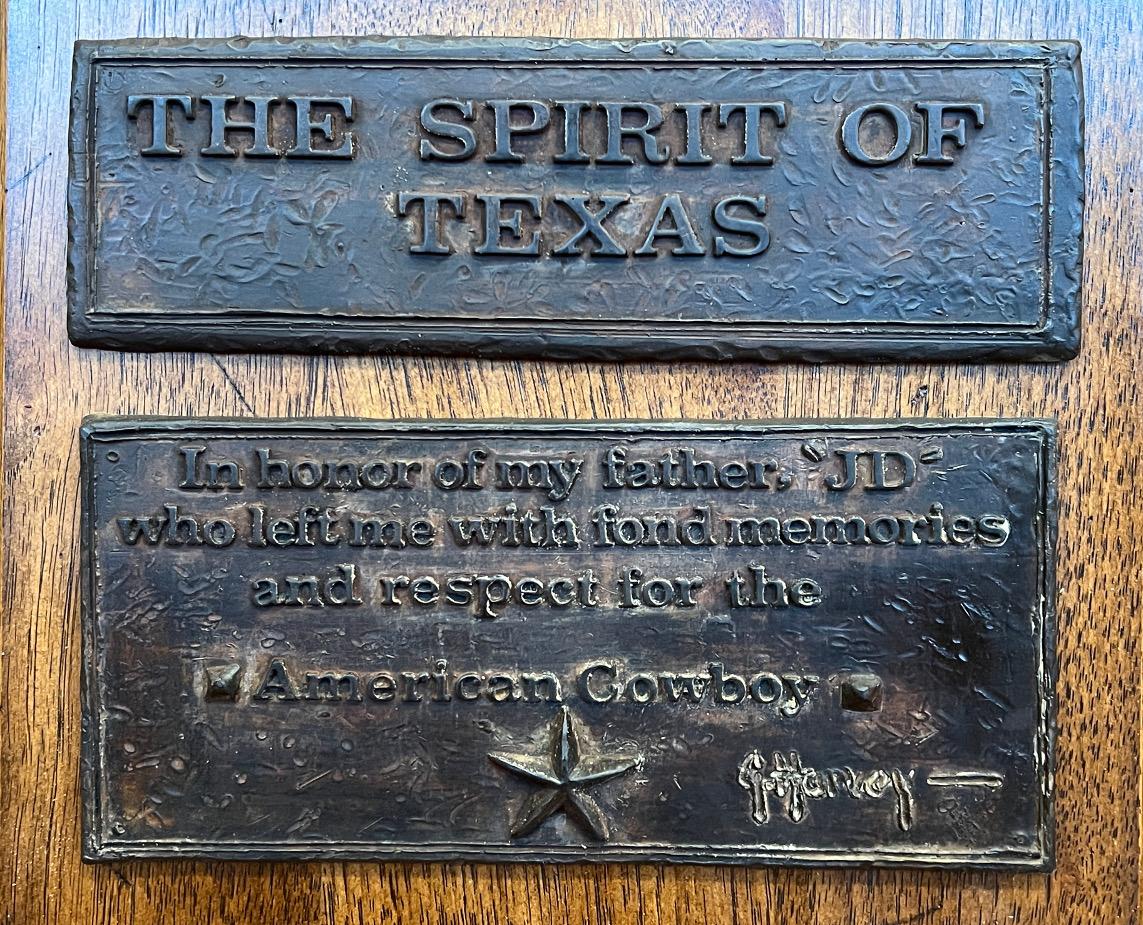 THE SPIRIT OF
TEXAS
In honor of my father, "JD"
who left me with fond memories
and respect for the
American Cowboy
G Harvey